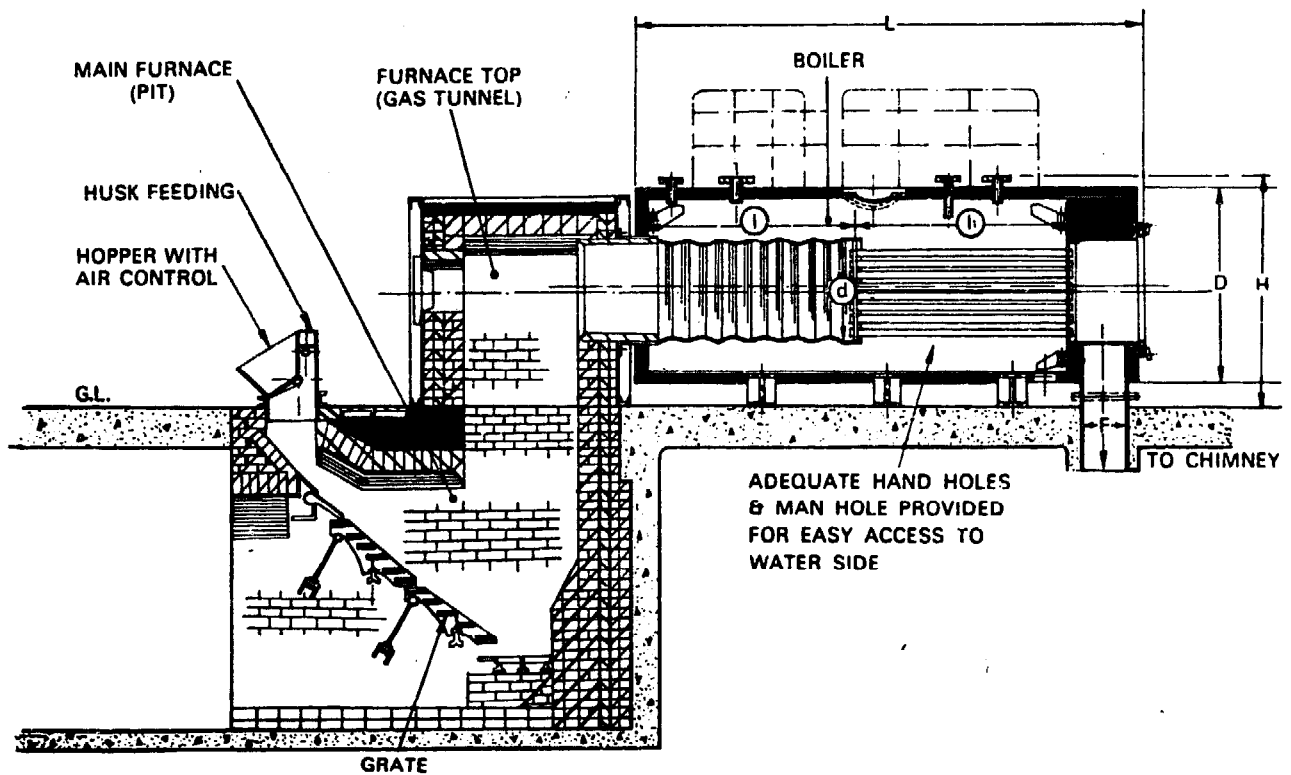 L
BOILER
MAIN FURNACE
(PIT)
FURNACE TOP
(GAS TUNNEL)
HUSK FEEDING
HOPPER WITH
AIR CONTROL
l
l₁
d
D
H
G.L.
F
TO CHIMNEY
ADEQUATE HAND HOLES
& MAN HOLE PROVIDED
FOR EASY ACCESS TO
WATER SIDE
GRATE